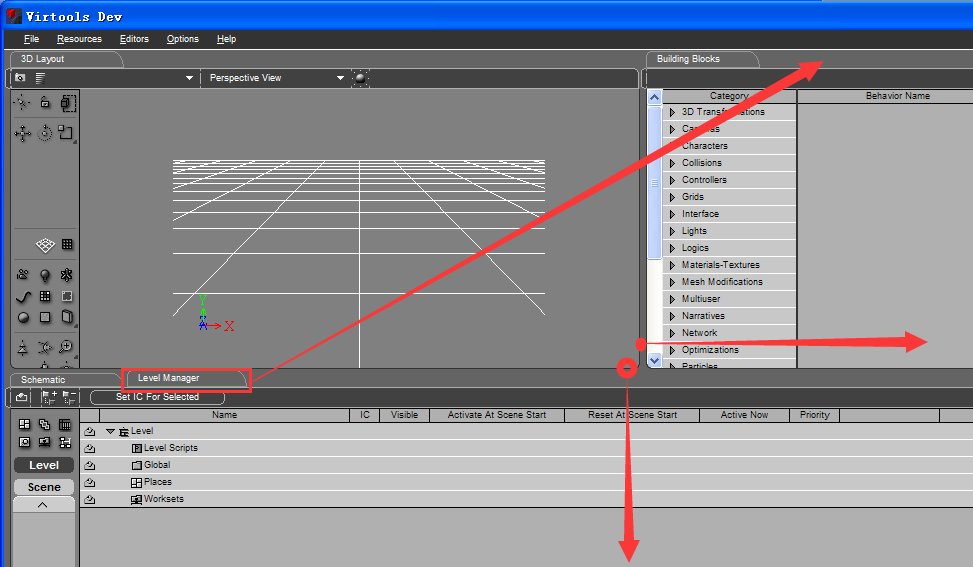 Virtools Dev
File Resources Editors Options Help
3D Layout
Building Blocks
Perspective View
Category Behavior Name
3D Transformations
Cameras
Characters
Collisions
Controllers
Grids
Interface
Lights
Logics
Materials-Textures
Mesh Modifications
Multiuser
Narratives
Network
Optimizations
Particles
Y
Z
X
Schematic Level Manager
Set IC For Selected
Name IC Visible Activate At Scene Start Reset At Scene Start Active Now Priority
Level
Level Scripts
Global
Places
Worksets
Level
Scene